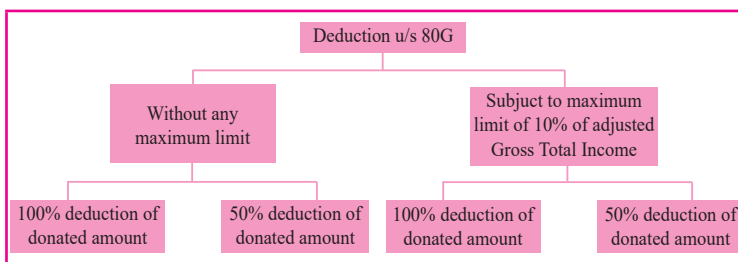 Deduction u/s 80G
Without any
maximum limit
Subjuct to maximum
limit of 10% of adjusted
Gross Total Income
100% deduction of
donated amount
50% deduction of
donated amount
100% deduction of
donated amount
50% deduction of
donated amount